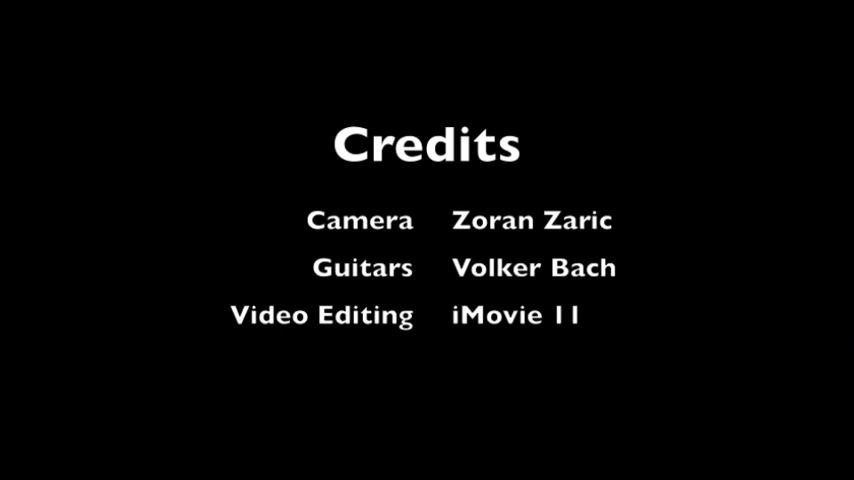 Credits
Camera Zoran Zaric
Guitars Volker Bach
Video Editing iMovie 11